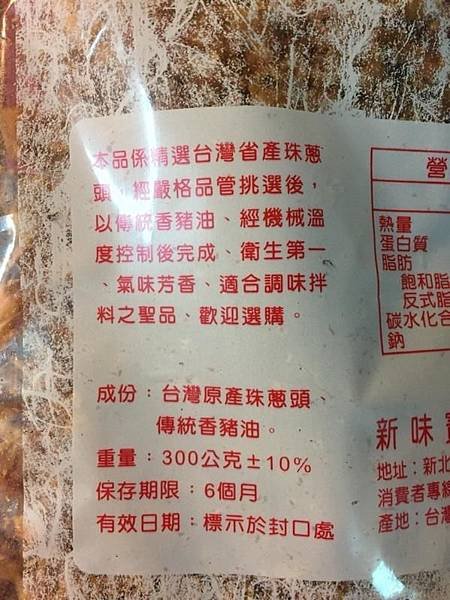 本品係精選台灣省產珠蔥
頭，經嚴格品管挑選後，
以傳統香豬油、經機械溫
度控制後完成、衛生第一
、氣味芳香、適合調味拌
料之聖品、歡迎選購。
成份：台灣原產珠蔥頭、
傳統香豬油。
重量：300公克±10%
保存期限：6個月
有效日期：標示於封口處
營
熱量
蛋白質
脂肪
飽和脂
反式脂
碳水化合
鈉
新味
地址：新北
消費者專線
產地：台灣